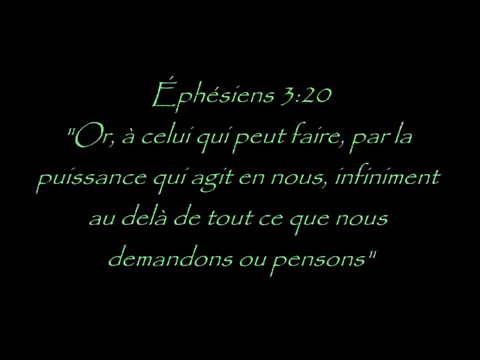 Éphésiens 3:20
"Or, à celui qui peut faire, par la
puissance qui agit en nous, infiniment
au delà de tout ce que nous
demandons ou pensons"